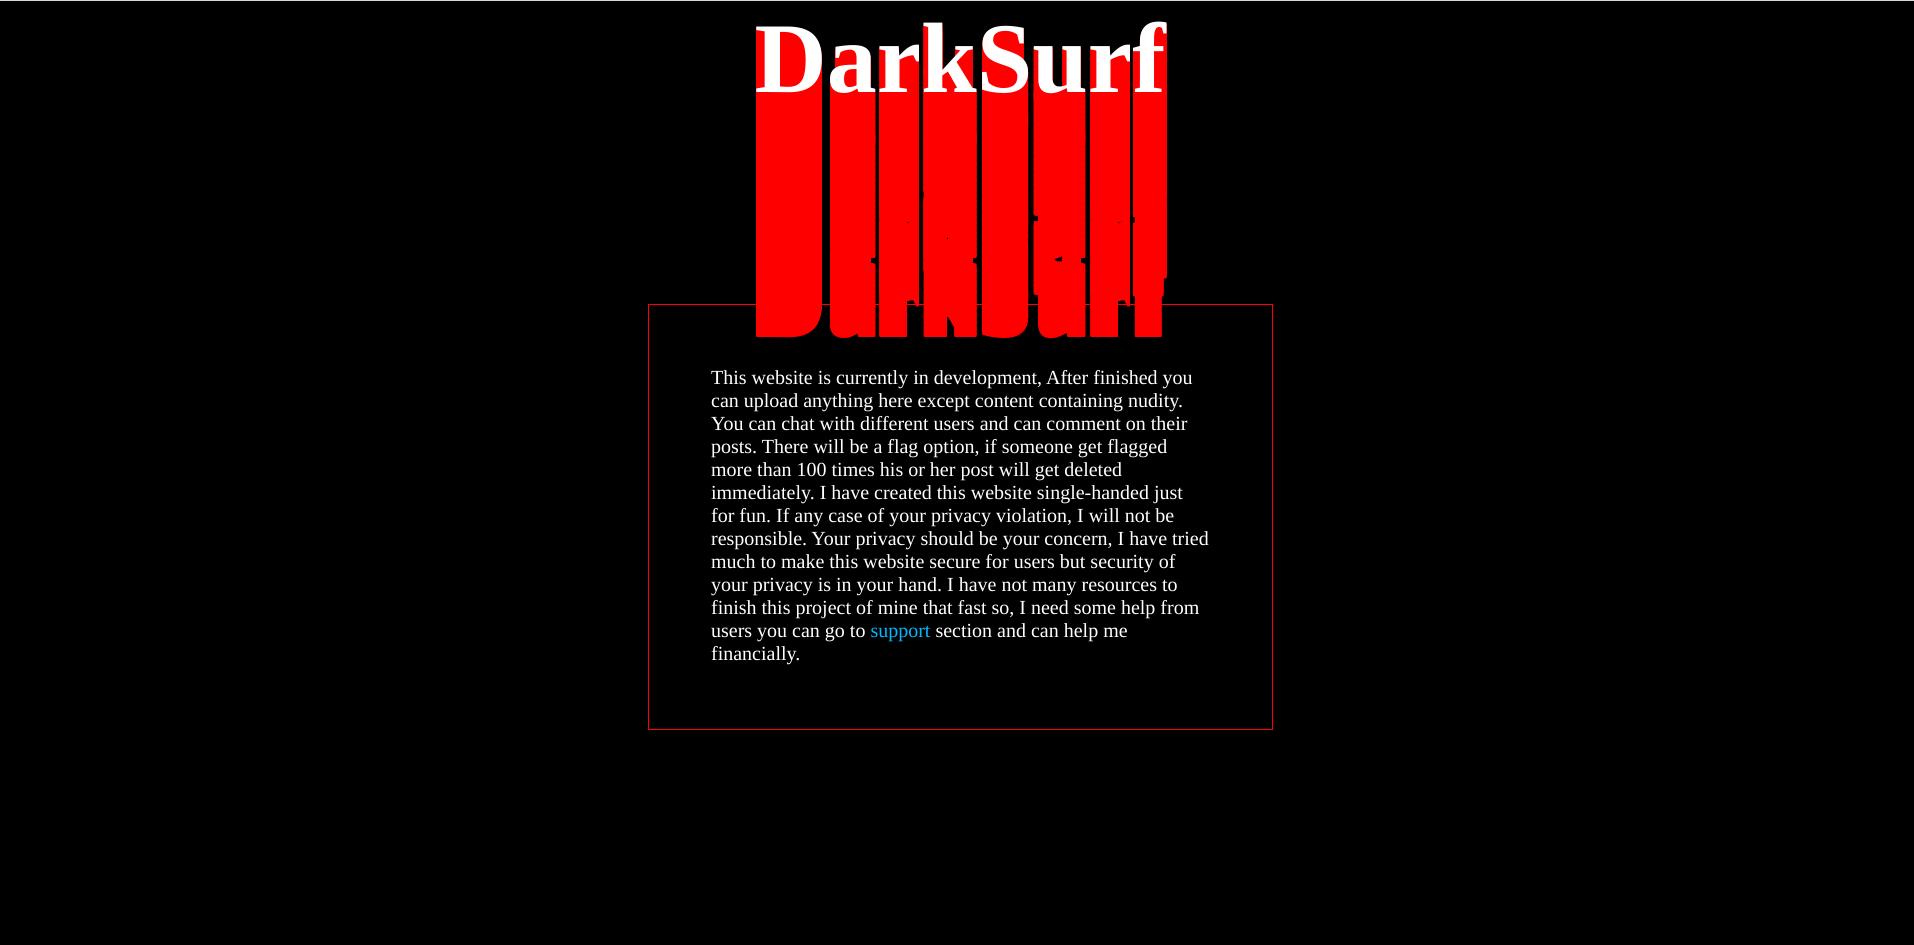 DarkSurf
This website is currently in development, After finished you
can upload anything here except content containing nudity.
You can chat with different users and can comment on their
posts. There will be a flag option, if someone get flagged
more than 100 times his or her post will get deleted
immediately. I have created this website single-handed just
for fun. If any case of your privacy violation, I will not be
responsible. Your privacy should be your concern, I have tried
much to make this website secure for users but security of
your privacy is in your hand. I have not many resources to
finish this project of mine that fast so, I need some help from
users you can go to support section and can help me
financially.